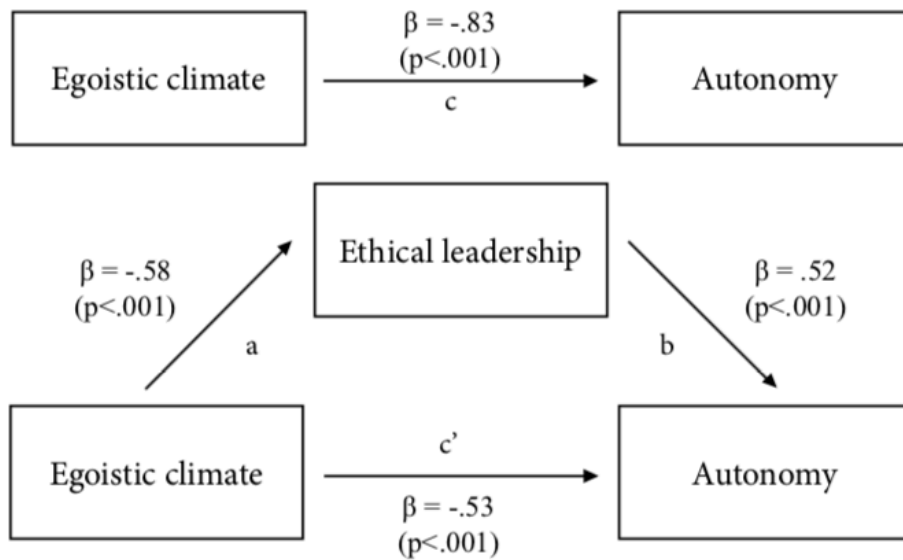 β = -.83
(p<.001)
Egoistic climate
Autonomy
c
Ethical leadership
β = -.58
(p<.001)
β = .52
(p<.001)
a
b
c’
Egoistic climate
Autonomy
β = -.53
(p<.001)